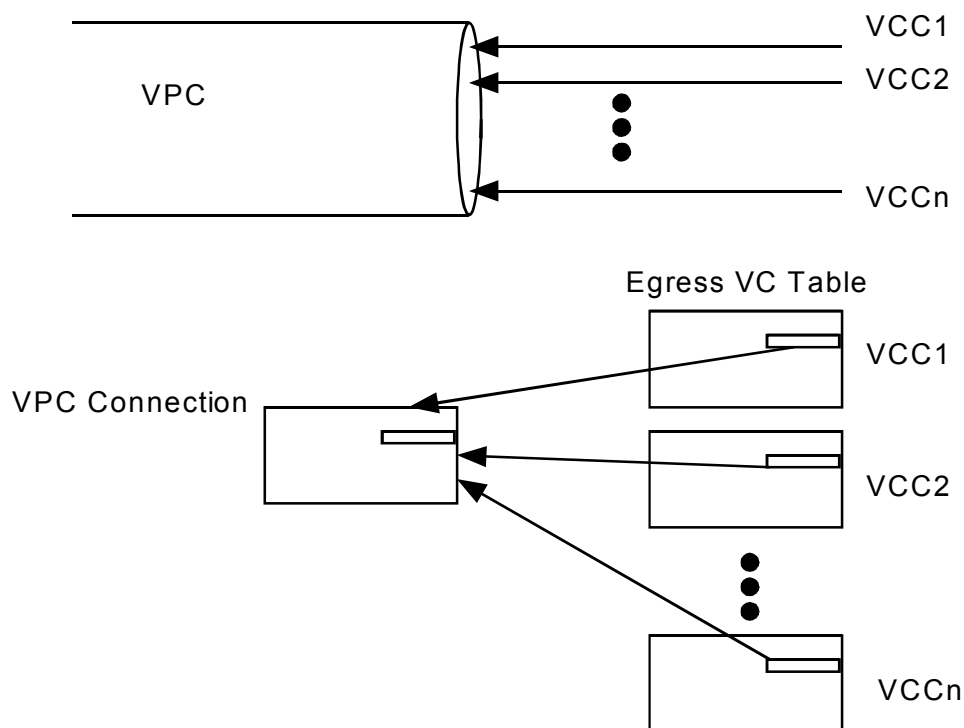 VCC1
VPC
VCC2
VCCn
Egress VC Table
VCC1
VPC Connection
VCC2
VCCn